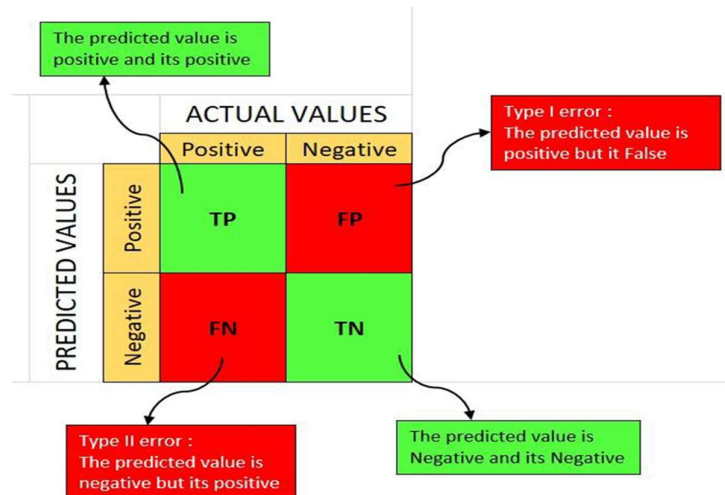 The predicted value is
positive and its positive
ACTUAL VALUES
Positive Negative
Type I error :
The predicted value is
positive but it False
PREDICTED VALUES
Positive
TP FP
Negative
FN TN
Type II error :
The predicted value is
negative but its positive
The predicted value is
Negative and its Negative